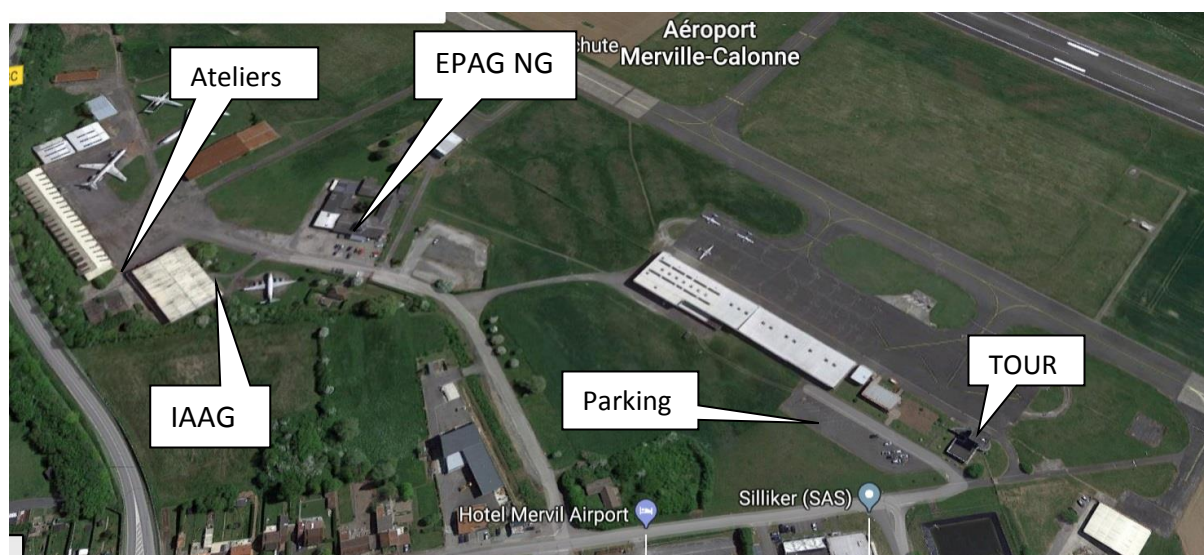 Aéroport
Merville-Calonne
chute
EPAG NG
Ateliers
IAAG
Parking
TOUR
Silliker (SAS)
Hotel Mervil Airport